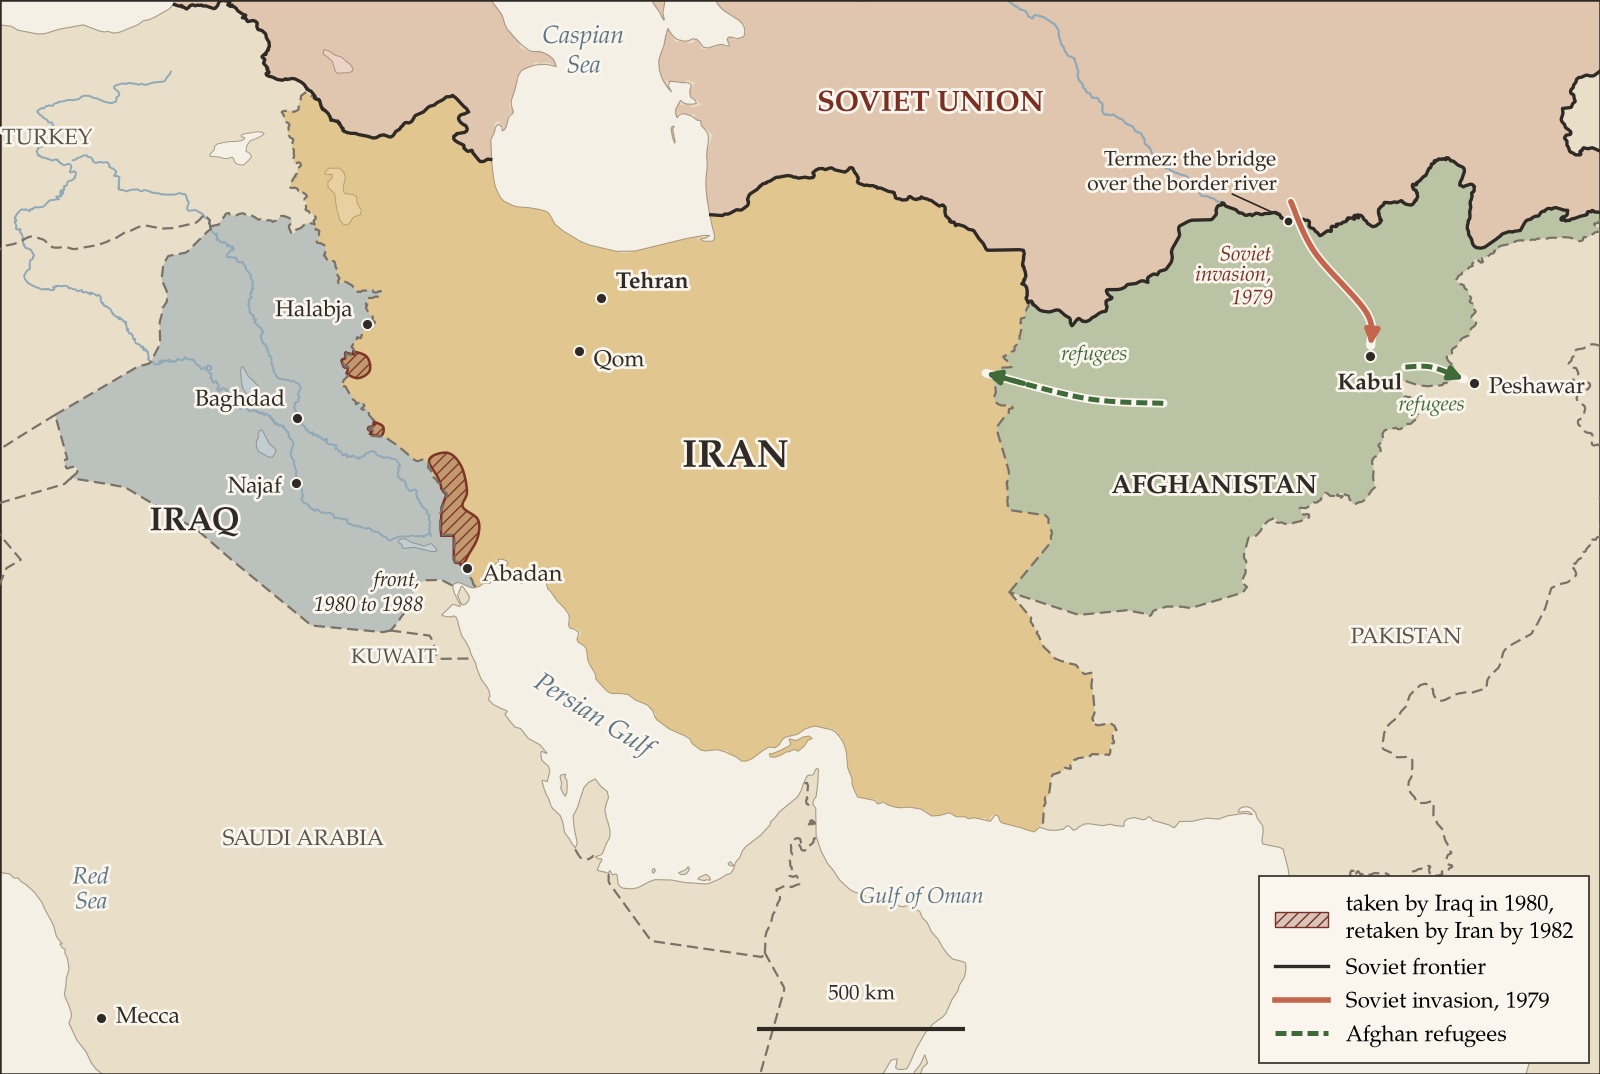 Caspian
Sea
SOVIET UNION
TURKEY
Termez: the bridge
over the border river
Soviet
invasion,
1979
Tehran
Halabja
Qom
refugees
Kabul
Peshawar
refugees
Baghdad
IRAN
Najaf
AFGHANISTAN
IRAQ
Abadan
front,
1980 to 1988
PAKISTAN
KUWAIT
Persian Gulf
SAUDI ARABIA
Red
Sea
Gulf of Oman
500 km
Mecca
taken by Iraq in 1980,
retaken by Iran by 1982
Soviet frontier
Soviet invasion, 1979
Afghan refugees